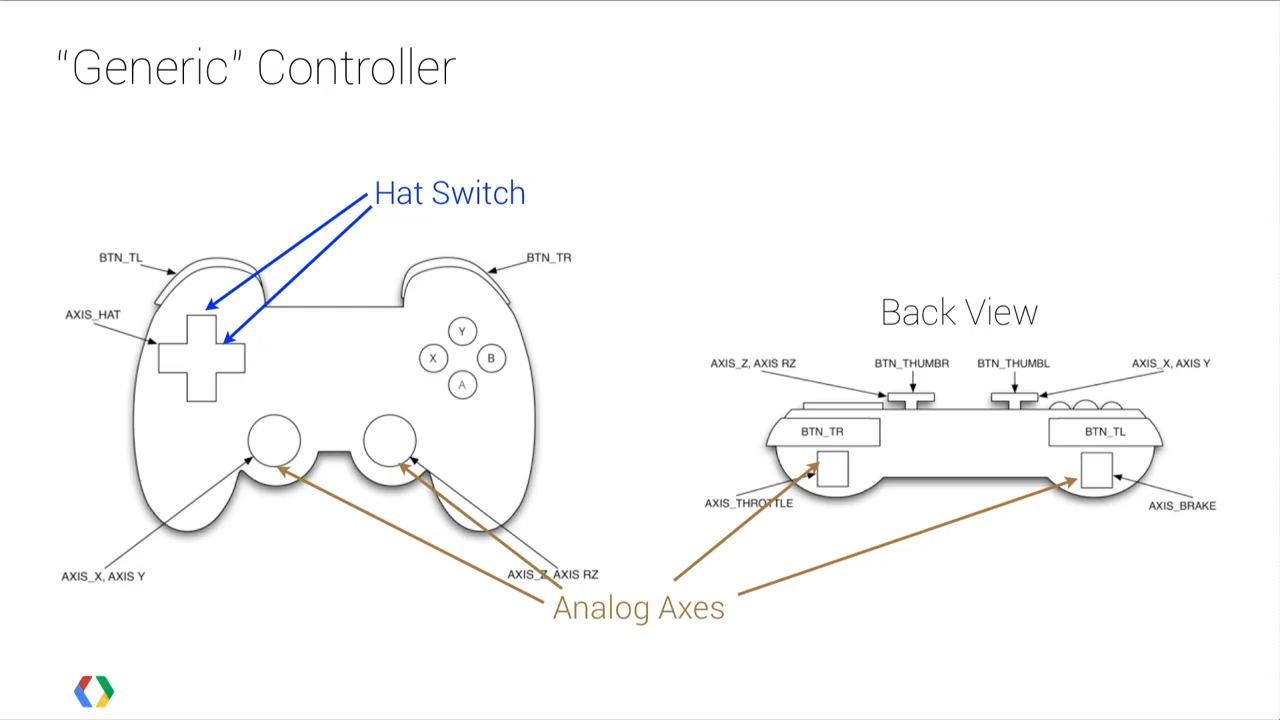 “Generic” Controller
Hat Switch
BTN_TL
BTN_TR
AXIS_HAT
Y
X
B
A
AXIS_X, AXIS Y
AXIS_Z, AXIS RZ
Back View
AXIS_Z, AXIS RZ
BTN_THUMBR
BTN_THUMBL
AXIS_X, AXIS Y
BTN_TR
BTN_TL
AXIS_THROTTLE
AXIS_BRAKE
Analog Axes